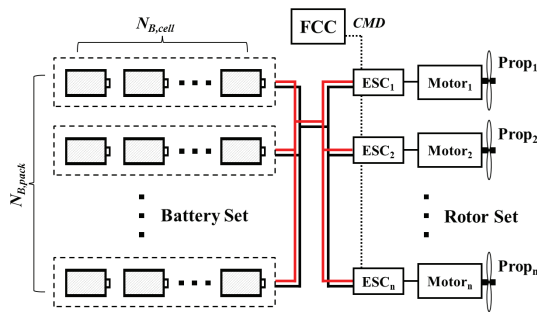 N_{B,cell}
FCC
CMD
N_{B,pack}
ESC₁
Motor₁
Prop₁
ESC₂
Motor₂
Prop₂
Battery Set
Rotor Set
ESCₙ
Motorₙ
Propₙ